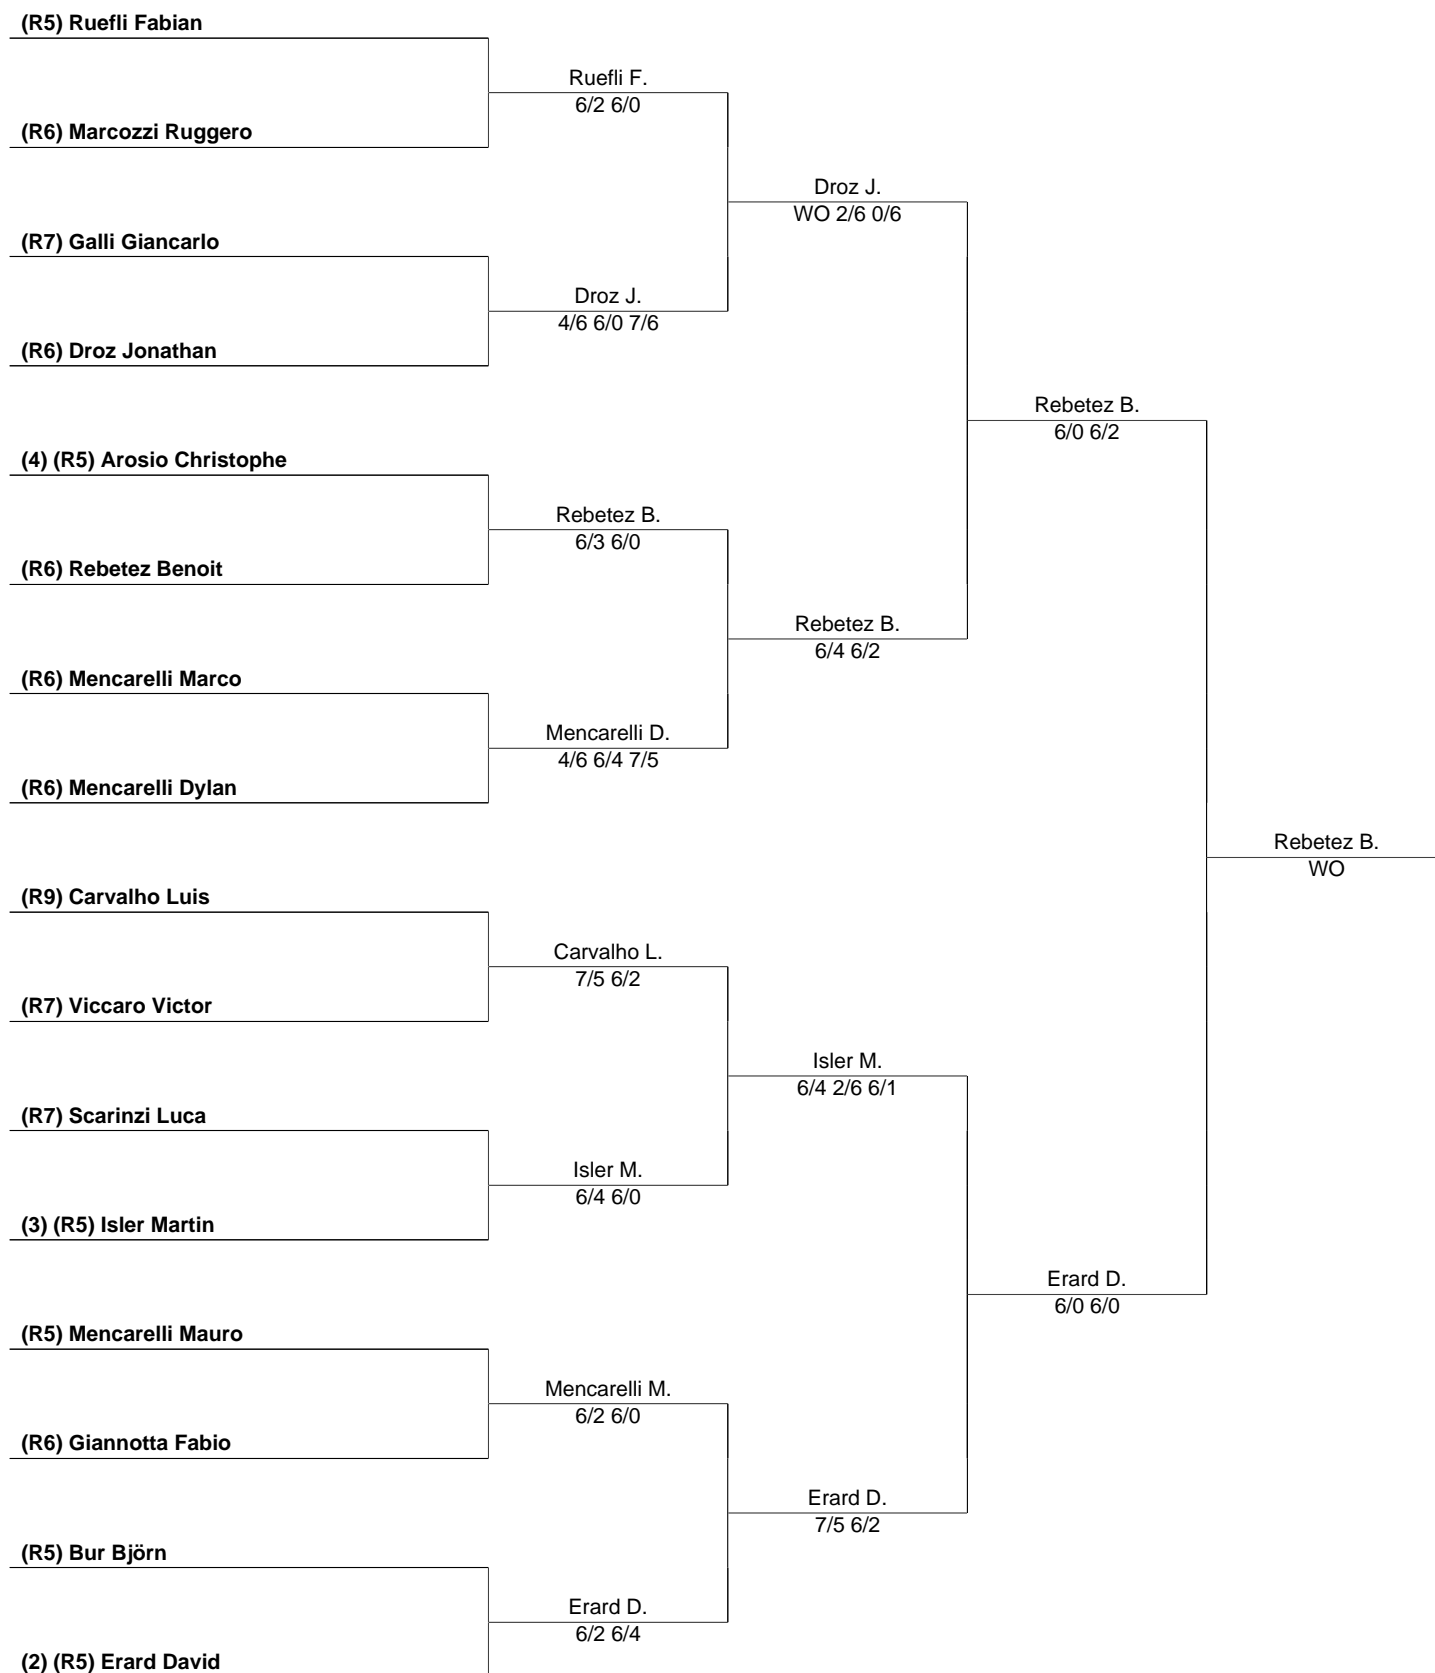 (R5) Ruefli Fabian
Ruefli F.
6/2 6/0
(R6) Marcozzi Ruggero
Droz J.
WO 2/6 0/6
(R7) Galli Giancarlo
Droz J.
4/6 6/0 7/6
(R6) Droz Jonathan
Rebetez B.
6/0 6/2
(4) (R5) Arosio Christophe
Rebetez B.
6/3 6/0
(R6) Rebetez Benoit
Rebetez B.
6/4 6/2
(R6) Mencarelli Marco
Mencarelli D.
4/6 6/4 7/5
(R6) Mencarelli Dylan
Rebetez B.
WO
(R9) Carvalho Luis
Carvalho L.
7/5 6/2
(R7) Viccaro Victor
Isler M.
6/4 2/6 6/1
(R7) Scarinzi Luca
Isler M.
6/4 6/0
(3) (R5) Isler Martin
Erard D.
6/0 6/0
(R5) Mencarelli Mauro
Mencarelli M.
6/2 6/0
(R6) Giannotta Fabio
Erard D.
7/5 6/2
(R5) Bur Björn
Erard D.
6/2 6/4
(2) (R5) Erard David